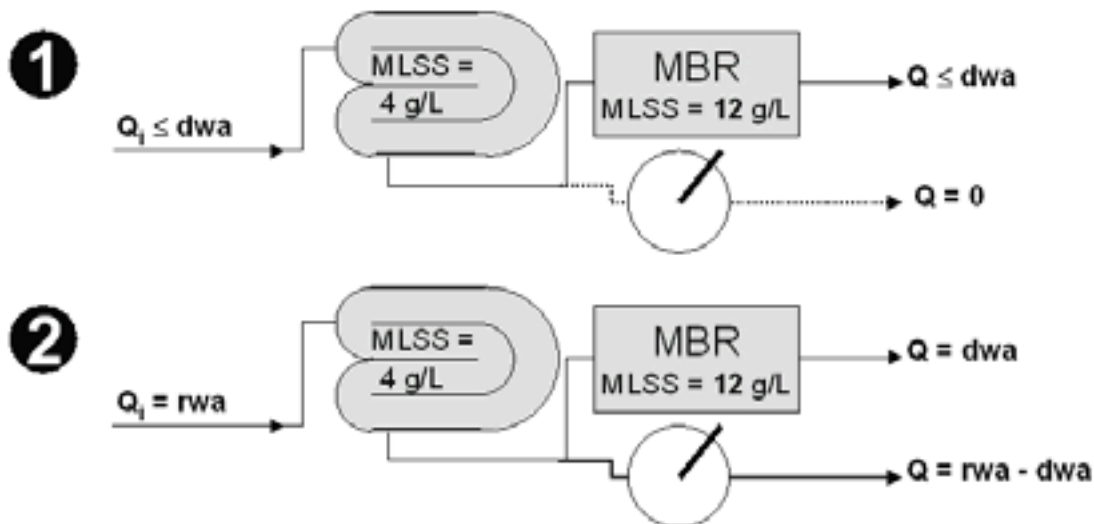 1
MLSS =
4 g/L
MBR
MLSS = 12 g/L
Q ≤ dwa
Qi ≤ dwa
Q = 0
2
MLSS =
4 g/L
MBR
MLSS = 12 g/L
Q = dwa
Qi = rwa
Q = rwa - dwa